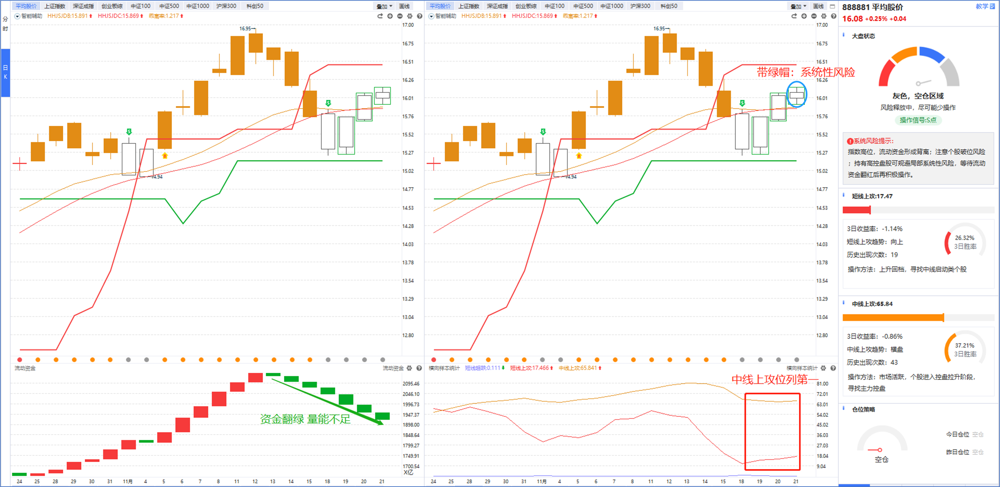 平均股价 上证指数 深证成指 创业板综 中证100 中证500 中证1000 沪深300 科创50 叠加 画线
分时
日K
智能辅助 HHJSJDB:15.891 HHJSJDC:15.869 乖离率:1.217
16.95
S
S
B
14.94
17.00
16.75
16.51
16.26
16.01
15.76
15.52
15.27
15.02
14.77
14.53
14.28
14.03
13.78
13.54
13.29
13.04
12.80
流动资金 流动资金
资金翻绿 量能不足
2095.46
2046.10
1996.73
1947.37
1898.00
1848.64
1799.27
1749.91
1700.54
X亿
24 25 28 29 30 31 11月 4 5 6 7 8 11 12 13 14 15 18 19 20 21
平均股价 上证指数 深证成指 创业板综 中证100 中证500 中证1000 沪深300 科创50 叠加 画线
智能辅助 HHJSJDB:15.891 HHJSJDC:15.869 乖离率:1.217
16.95
带绿帽：系统性风险
S
S
B
14.94
17.00
16.75
16.51
16.26
16.01
15.76
15.52
15.27
15.02
14.77
14.53
14.28
14.03
13.78
13.54
13.29
13.04
12.80
横向样本统计 短线超跌:0.111 短线上攻:17.466 中线上攻:65.841 横向样本统计
中线上攻位列第一
81.00
72.01
63.01
54.02
45.02
36.03
27.03
18.04
9.04
24 25 28 29 30 31 11月 4 5 6 7 8 11 12 13 14 15 18 19 20 21
888881 平均股价 教学
16.08 +0.25% +0.04
大盘状态
灰色，空仓区域
风险释放中，尽可能少操作
操作信号:S点
系统风险提示:
指数高位，流动资金形成背离；注意个股破位风险
；持有高控盘股可规避局部系统性风险，等待流动
资金翻红后再积极操作。
短线上攻:17.47
3日收益率：-1.14%
短线上攻趋势：向上
历史出现次数：19
26.32%
3日胜率
操作方法：上升回档，寻找中线启动类个股
中线上攻:65.84
3日收益率：-0.86%
中线上攻趋势：横盘
历史出现次数：43
37.21%
3日胜率
操作方法：市场活跃，个股进入控盘拉升阶段，
寻找主力控盘
仓位策略
空仓
今日仓位 空仓
昨日仓位 空仓